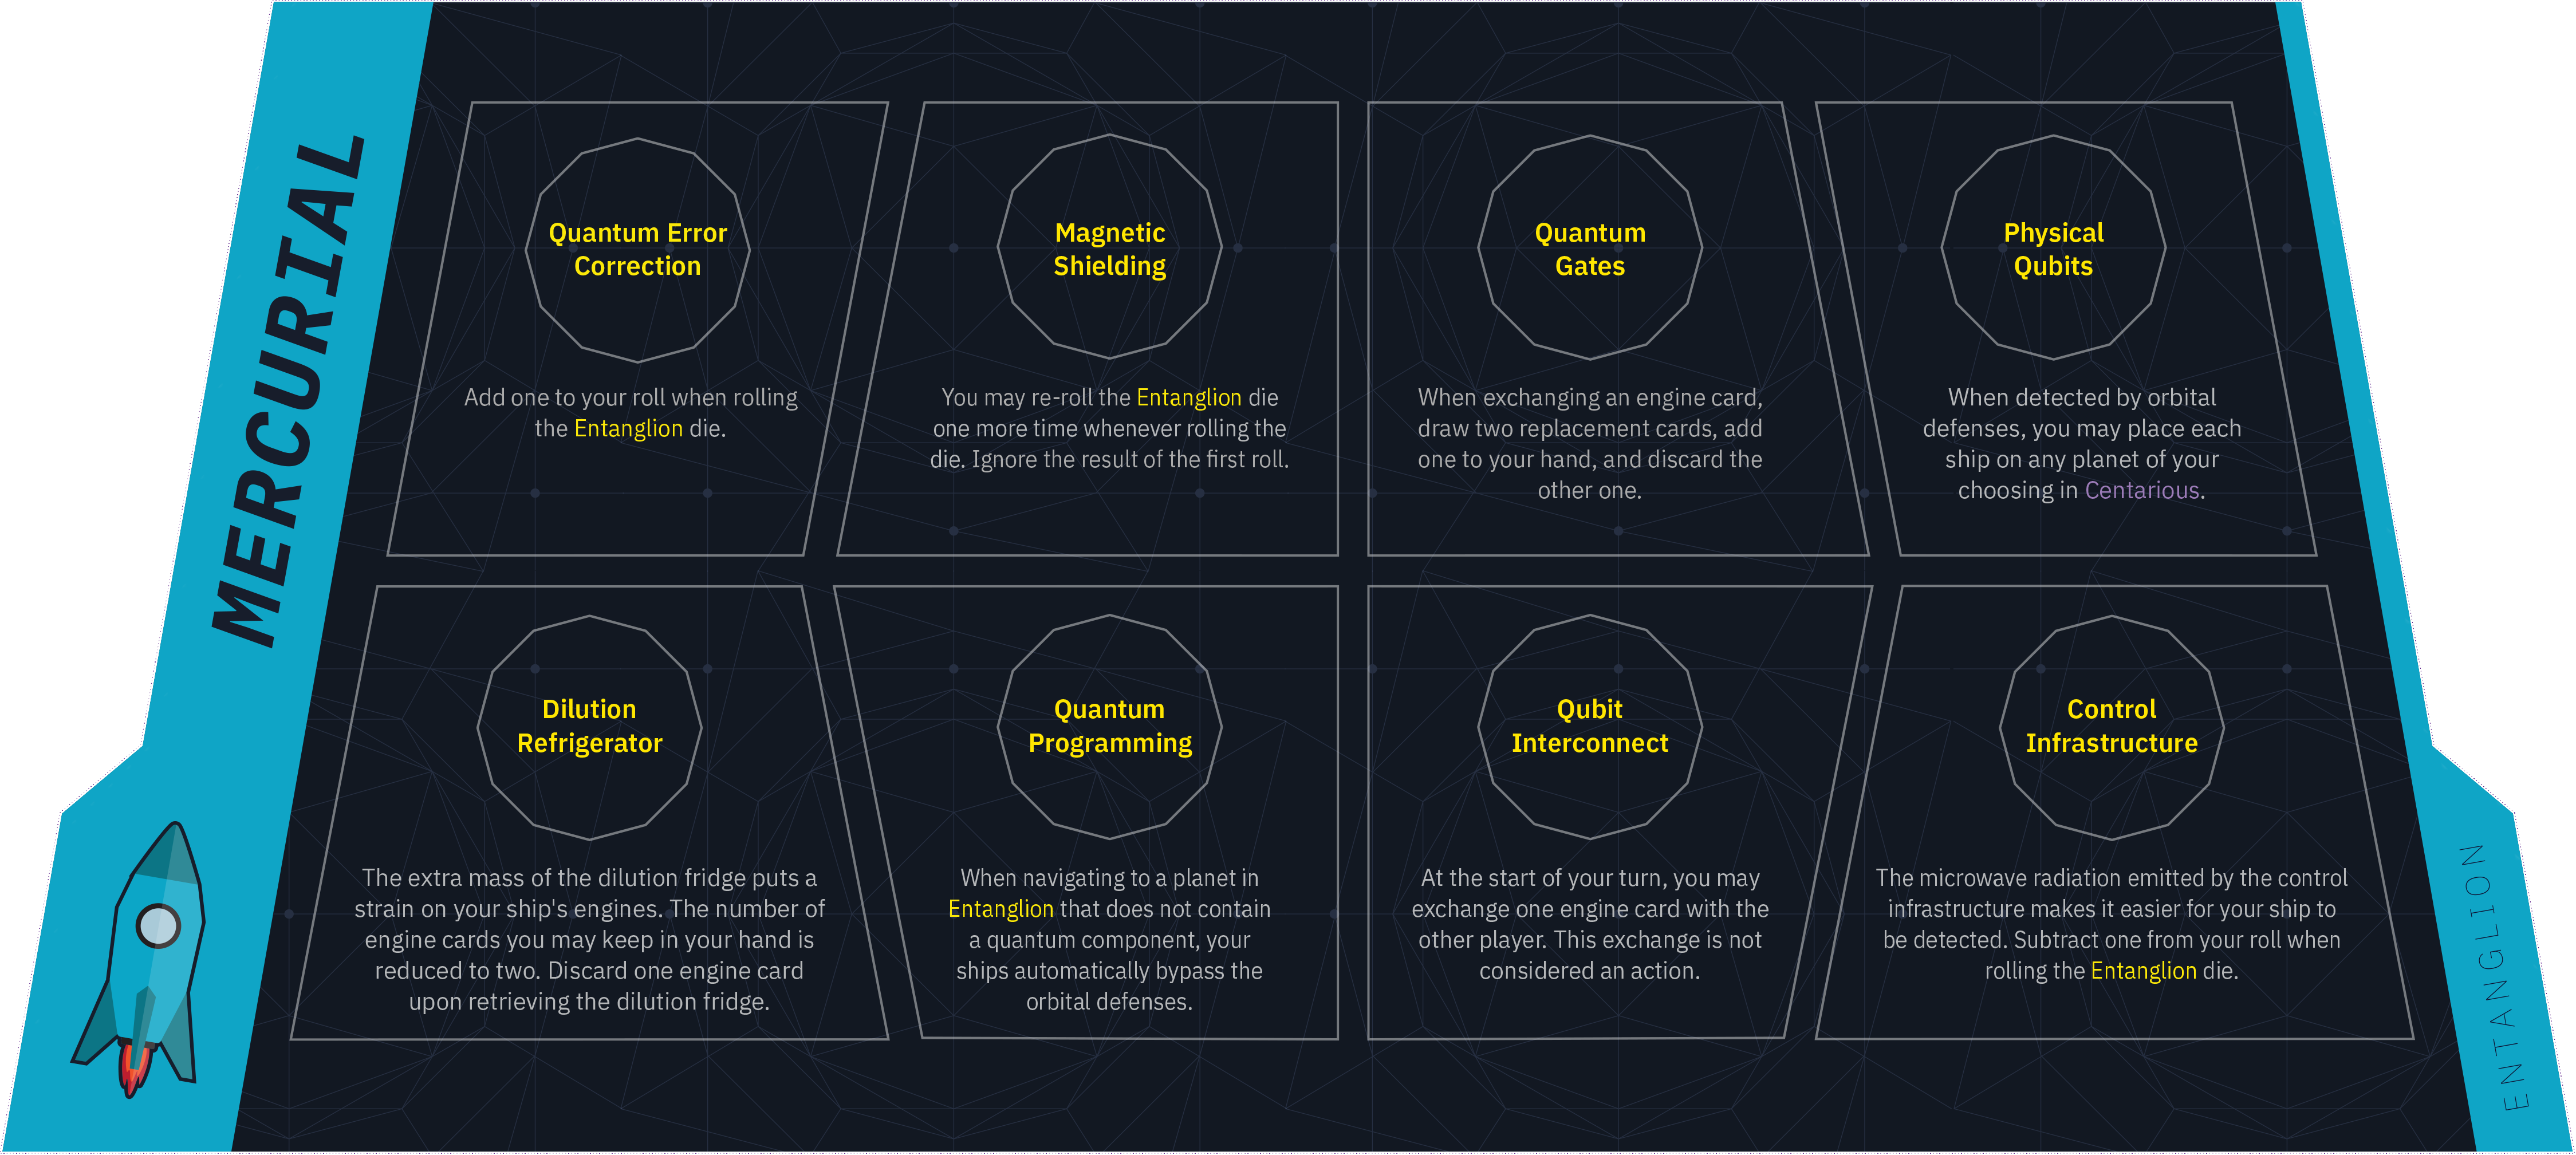 MERCURIAL
Quantum Error
Correction
Add one to your roll when rolling
the Entanglion die.
Magnetic
Shielding
You may re-roll the Entanglion die
one more time whenever rolling the
die. Ignore the result of the first roll.
Quantum
Gates
When exchanging an engine card,
draw two replacement cards, add
one to your hand, and discard the
other one.
Physical
Qubits
When detected by orbital
defenses, you may place each
ship on any planet of your
choosing in Centarious.
Dilution
Refrigerator
The extra mass of the dilution fridge puts a
strain on your ship's engines. The number of
engine cards you may keep in your hand is
reduced to two. Discard one engine card
upon retrieving the dilution fridge.
Quantum
Programming
When navigating to a planet in
Entanglion that does not contain
a quantum component, your
ships automatically bypass the
orbital defenses.
Qubit
Interconnect
At the start of your turn, you may
exchange one engine card with the
other player. This exchange is not
considered an action.
Control
Infrastructure
The microwave radiation emitted by the control
infrastructure makes it easier for your ship to
be detected. Subtract one from your roll when
rolling the Entanglion die.
ENTANGLION